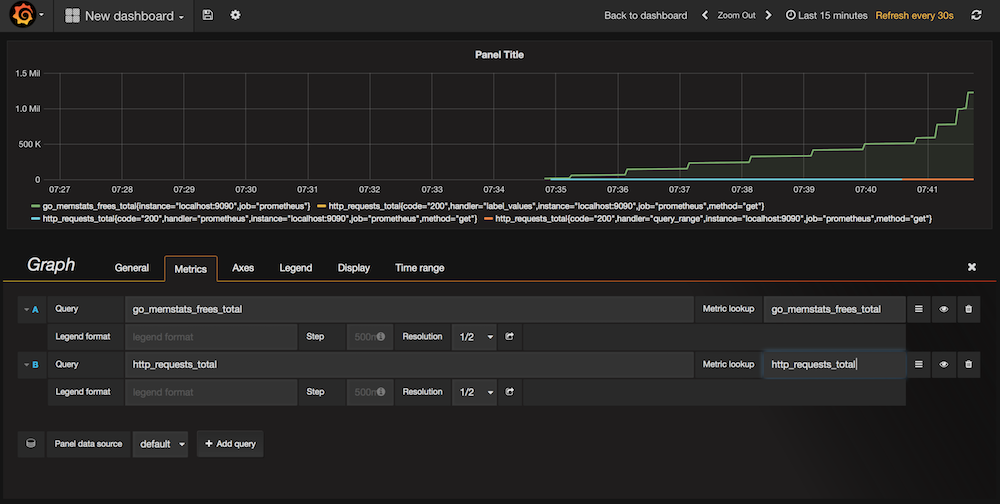 New dashboard
Back to dashboard
Zoom Out
Last 15 minutes
Refresh every 30s
Panel Title
1.5 Mil
1.0 Mil
500 K
0
07:27 07:28 07:29 07:30 07:31 07:32 07:33 07:34 07:35 07:36 07:37 07:38 07:39 07:40 07:41
go_memstats_frees_total{instance="localhost:9090",job="prometheus"} http_requests_total{code="200",handler="label_values",instance="localhost:9090",job="prometheus",method="get"}
http_requests_total{code="200",handler="prometheus",instance="localhost:9090",job="prometheus",method="get"} http_requests_total{code="200",handler="query_range",instance="localhost:9090",job="prometheus",method="get"}
Graph General Metrics Axes Legend Display Time range
A Query go_memstats_frees_total Metric lookup go_memstats_frees_total
Legend format legend format Step 500m Resolution 1/2
B Query http_requests_total Metric lookup http_requests_total
Legend format legend format Step 500m Resolution 1/2
Panel data source default + Add query